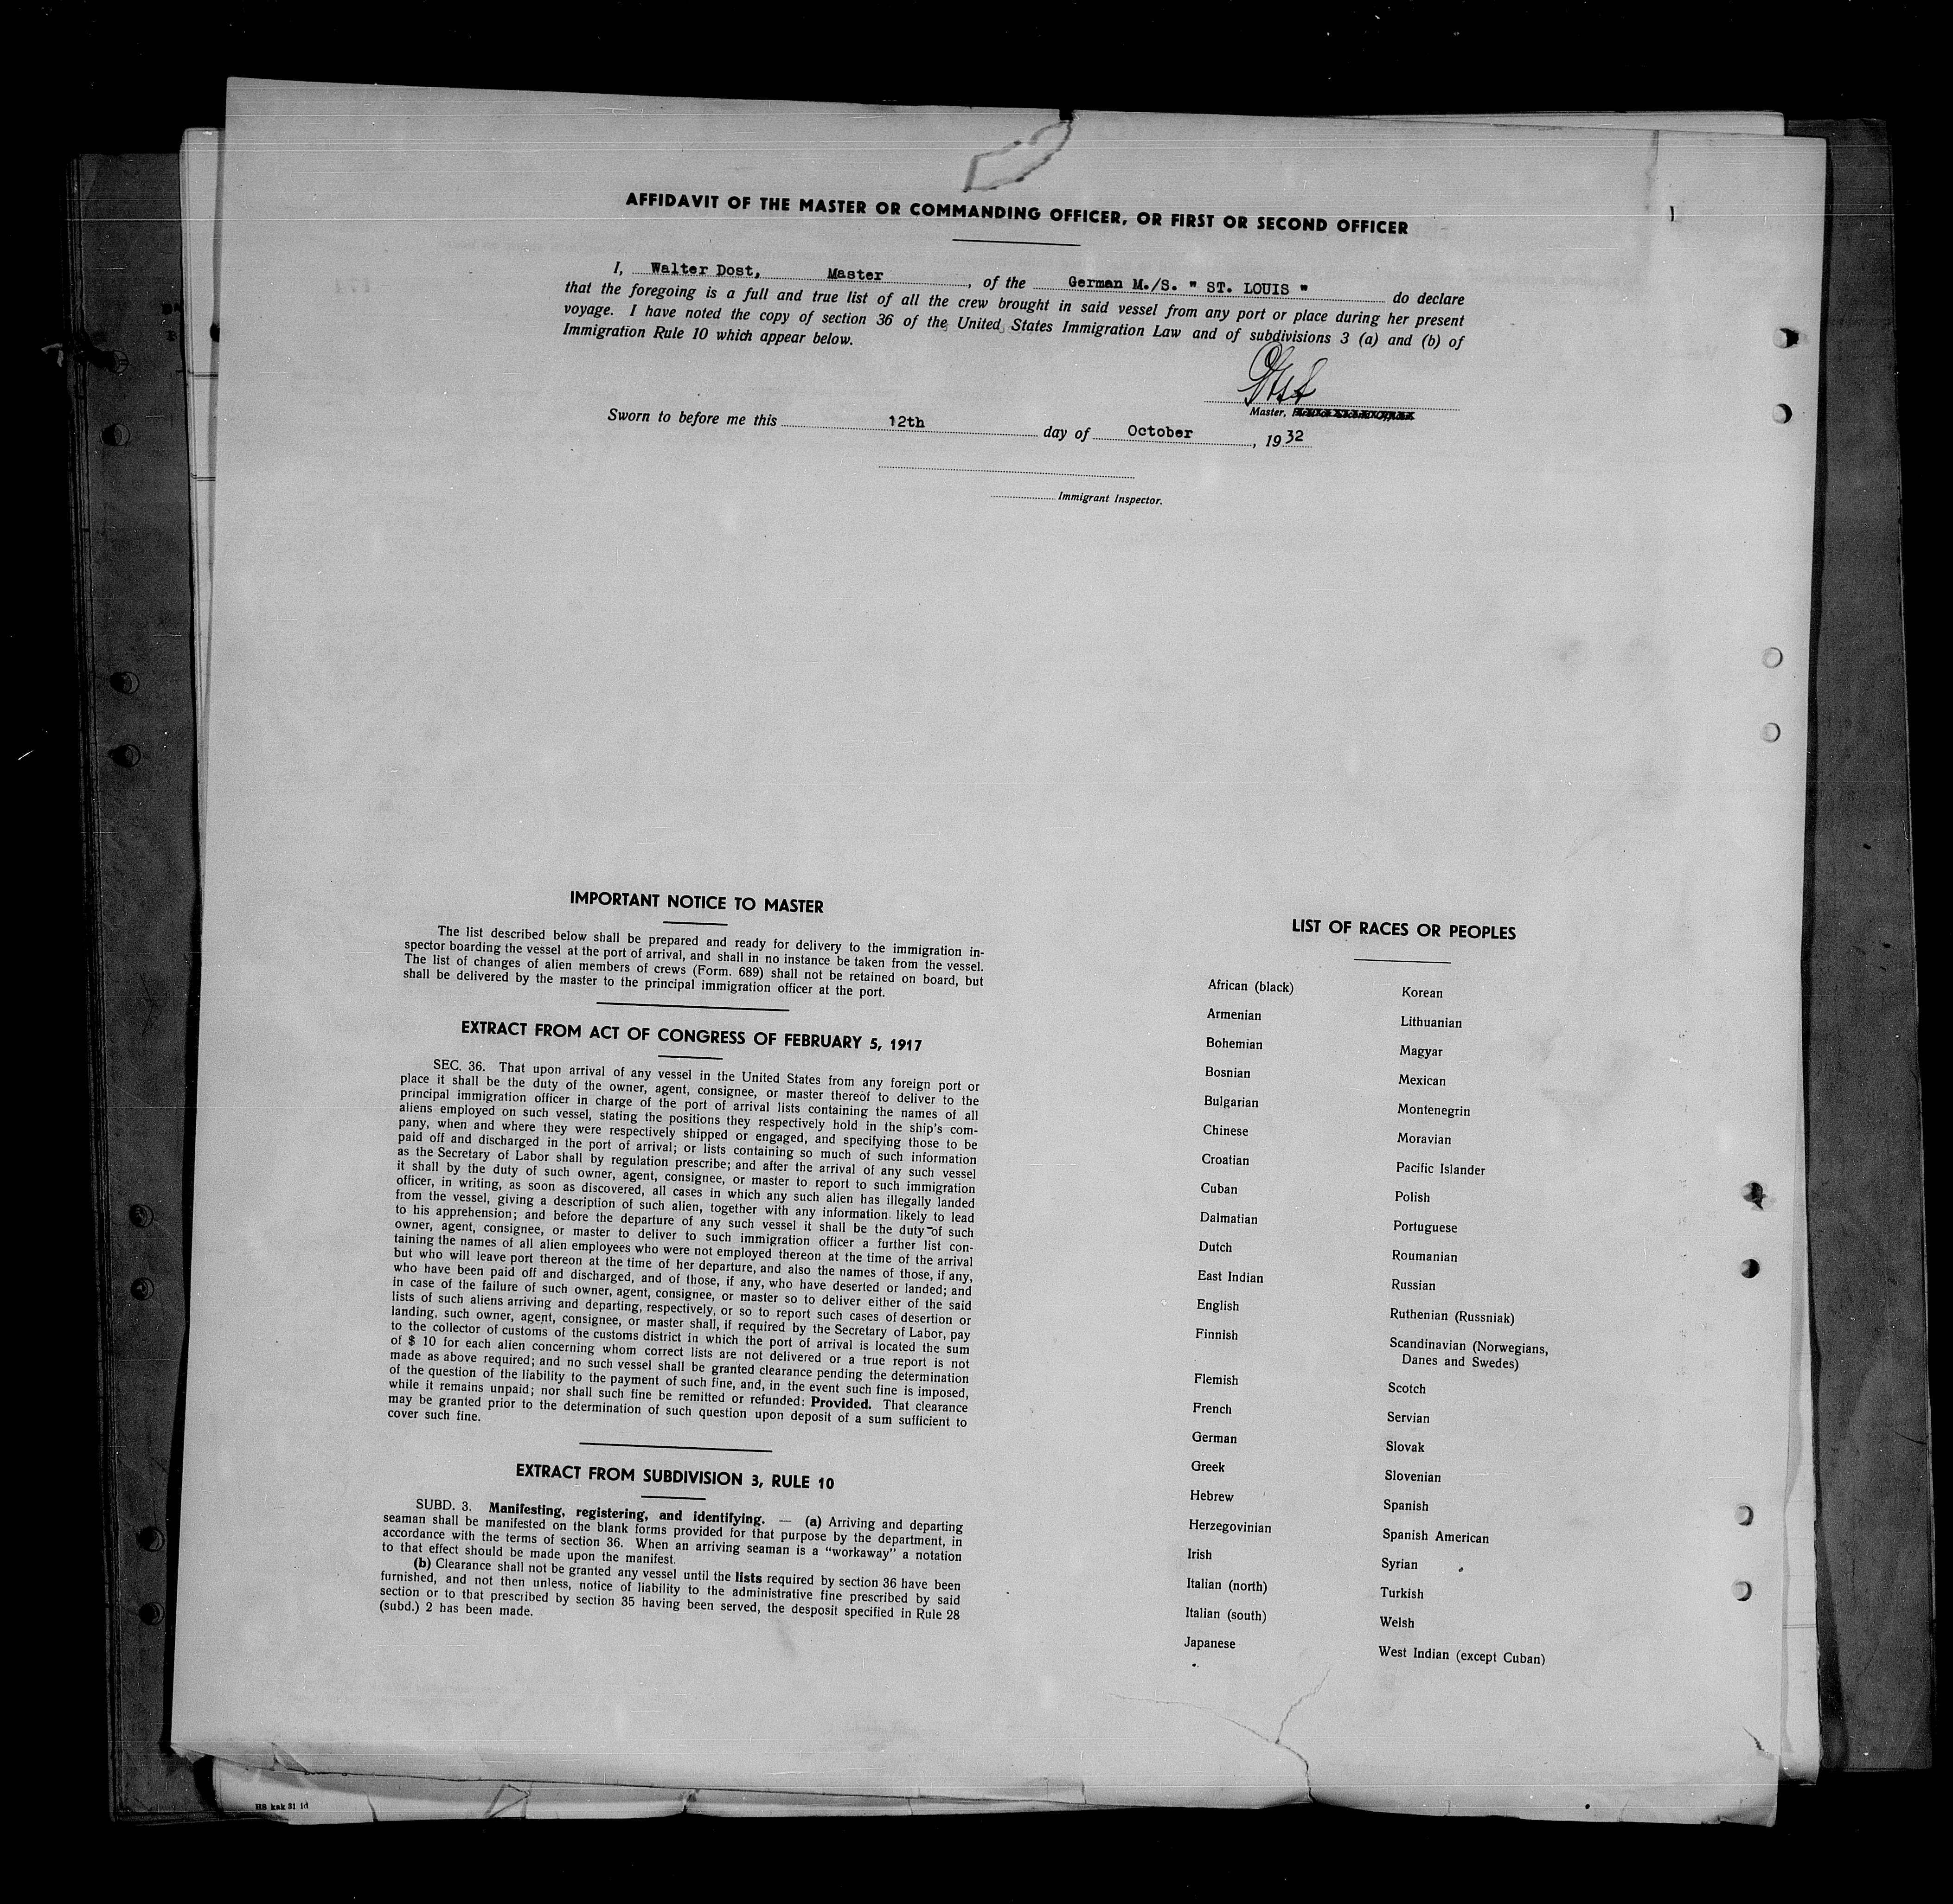 AFFIDAVIT OF THE MASTER OR COMMANDING OFFICER, OR FIRST OR SECOND OFFICER
I, Walter Dost, Master, of the German M./S. " ST. LOUIS " do declare
that the foregoing is a full and true list of all the crew brought in said vessel from any port or place during her present
voyage. I have noted the copy of section 36 of the United States Immigration Law and of subdivisions 3 (a) and (b) of
Immigration Rule 10 which appear below.
Dost
Master,
Sworn to before me this 12th day of October, 1932
Immigrant Inspector.
IMPORTANT NOTICE TO MASTER
The list described below shall be prepared and ready for delivery to the immigration in-
spector boarding the vessel at the port of arrival, and shall in no instance be taken from the vessel.
The list of changes of alien members of crews (Form. 689) shall not be retained on board, but
shall be delivered by the master to the principal immigration officer at the port.
EXTRACT FROM ACT OF CONGRESS OF FEBRUARY 5, 1917
SEC. 36. That upon arrival of any vessel in the United States from any foreign port or
place it shall be the duty of the owner, agent, consignee, or master thereof to deliver to the
principal immigration officer in charge of the port of arrival lists containing the names of all
aliens employed on such vessel, stating the positions they respectively hold in the ship's com-
pany, when and where they were respectively shipped or engaged, and specifying those to be
paid off and discharged in the port of arrival; or lists containing so much of such information
as the Secretary of Labor shall by regulation prescribe; and after the arrival of any such vessel
it shall by the duty of such owner, agent, consignee, or master to report to such immigration
officer, in writing, as soon as discovered, all cases in which any such alien has illegally landed
from the vessel, giving a description of such alien, together with any information likely to lead
to his apprehension; and before the departure of any such vessel it shall be the duty of such
owner, agent, consignee, or master to deliver to such immigration officer a further list con-
taining the names of all alien employees who were not employed thereon at the time of the arrival
but who will leave port thereon at the time of her departure, and also the names of those, if any,
who have been paid off and discharged, and of those, if any, who have deserted or landed; and
in case of the failure of such owner, agent, consignee, or master so to deliver either of the said
lists of such aliens arriving and departing, respectively, or so to report such cases of desertion or
landing, such owner, agent, consignee, or master shall, if required by the Secretary of Labor, pay
to the collector of customs of the customs district in which the port of arrival is located the sum
of $ 10 for each alien concerning whom correct lists are not delivered or a true report is not
made as above required; and no such vessel shall be granted clearance pending the determination
of the question of the liability to the payment of such fine, and, in the event such fine is imposed,
while it remains unpaid; nor shall such fine be remitted or refunded: Provided. That clearance
may be granted prior to the determination of such question upon deposit of a sum sufficient to
cover such fine.
EXTRACT FROM SUBDIVISION 3, RULE 10
SUBD. 3. Manifesting, registering, and identifying. — (a) Arriving and departing
seaman shall be manifested on the blank forms provided for that purpose by the department, in
accordance with the terms of section 36. When an arriving seaman is a "workaway" a notation
to that effect should be made upon the manifest.
(b) Clearance shall not be granted any vessel until the lists required by section 36 have been
furnished, and not then unless, notice of liability to the administrative fine prescribed by said
section or to that prescribed by section 35 having been served, the desposit specified in Rule 28
(subd.) 2 has been made.
LIST OF RACES OR PEOPLES
African (black)
Armenian
Bohemian
Bosnian
Bulgarian
Chinese
Croatian
Cuban
Dalmatian
Dutch
East Indian
English
Finnish
Flemish
French
German
Greek
Hebrew
Herzegovinian
Irish
Italian (north)
Italian (south)
Japanese
Korean
Lithuanian
Magyar
Mexican
Montenegrin
Moravian
Pacific Islander
Polish
Portuguese
Roumanian
Russian
Ruthenian (Russniak)
Scandinavian (Norwegians,
Danes and Swedes)
Scotch
Servian
Slovak
Slovenian
Spanish
Spanish American
Syrian
Turkish
Welsh
West Indian (except Cuban)
HS kak 31 1d